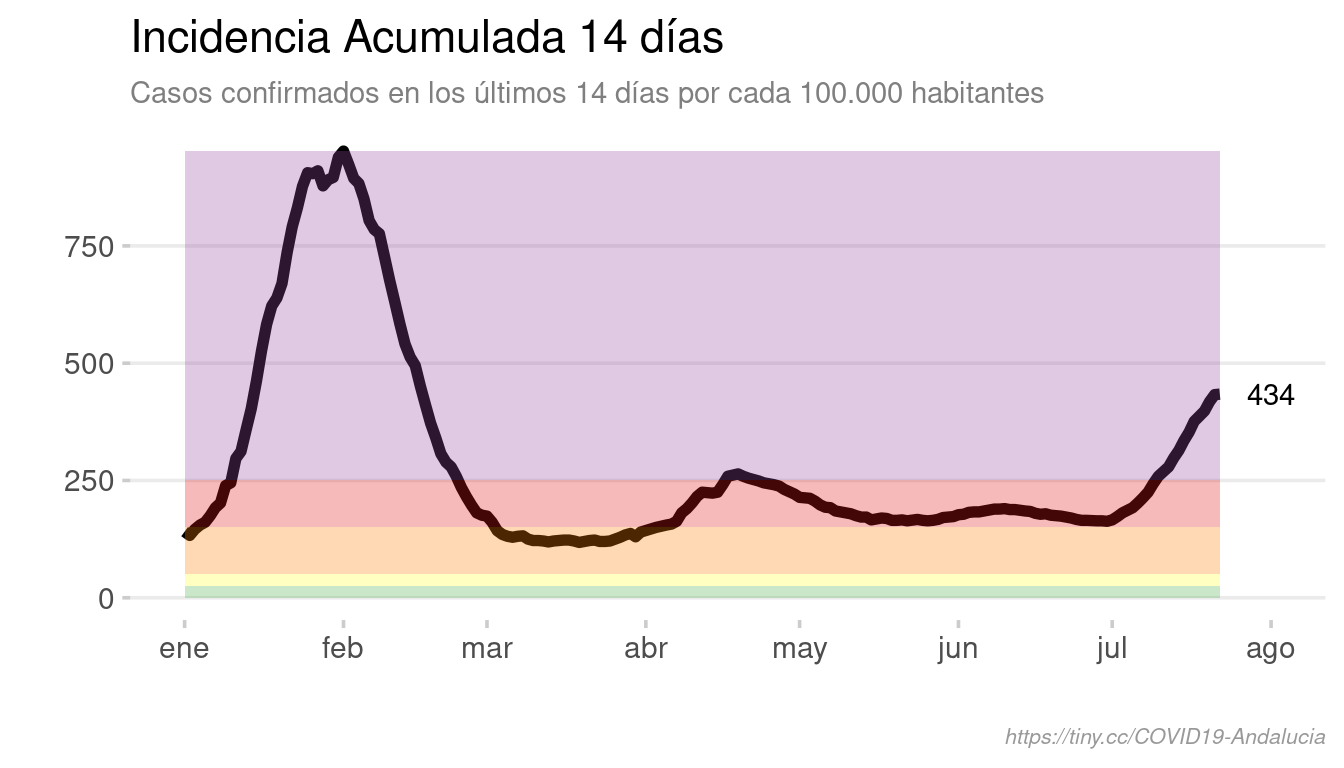 Incidencia Acumulada 14 días
Casos confirmados en los últimos 14 días por cada 100.000 habitantes
750
500
434
250
0
ene feb mar abr may jun jul ago
https://tiny.cc/COVID19-Andalucia